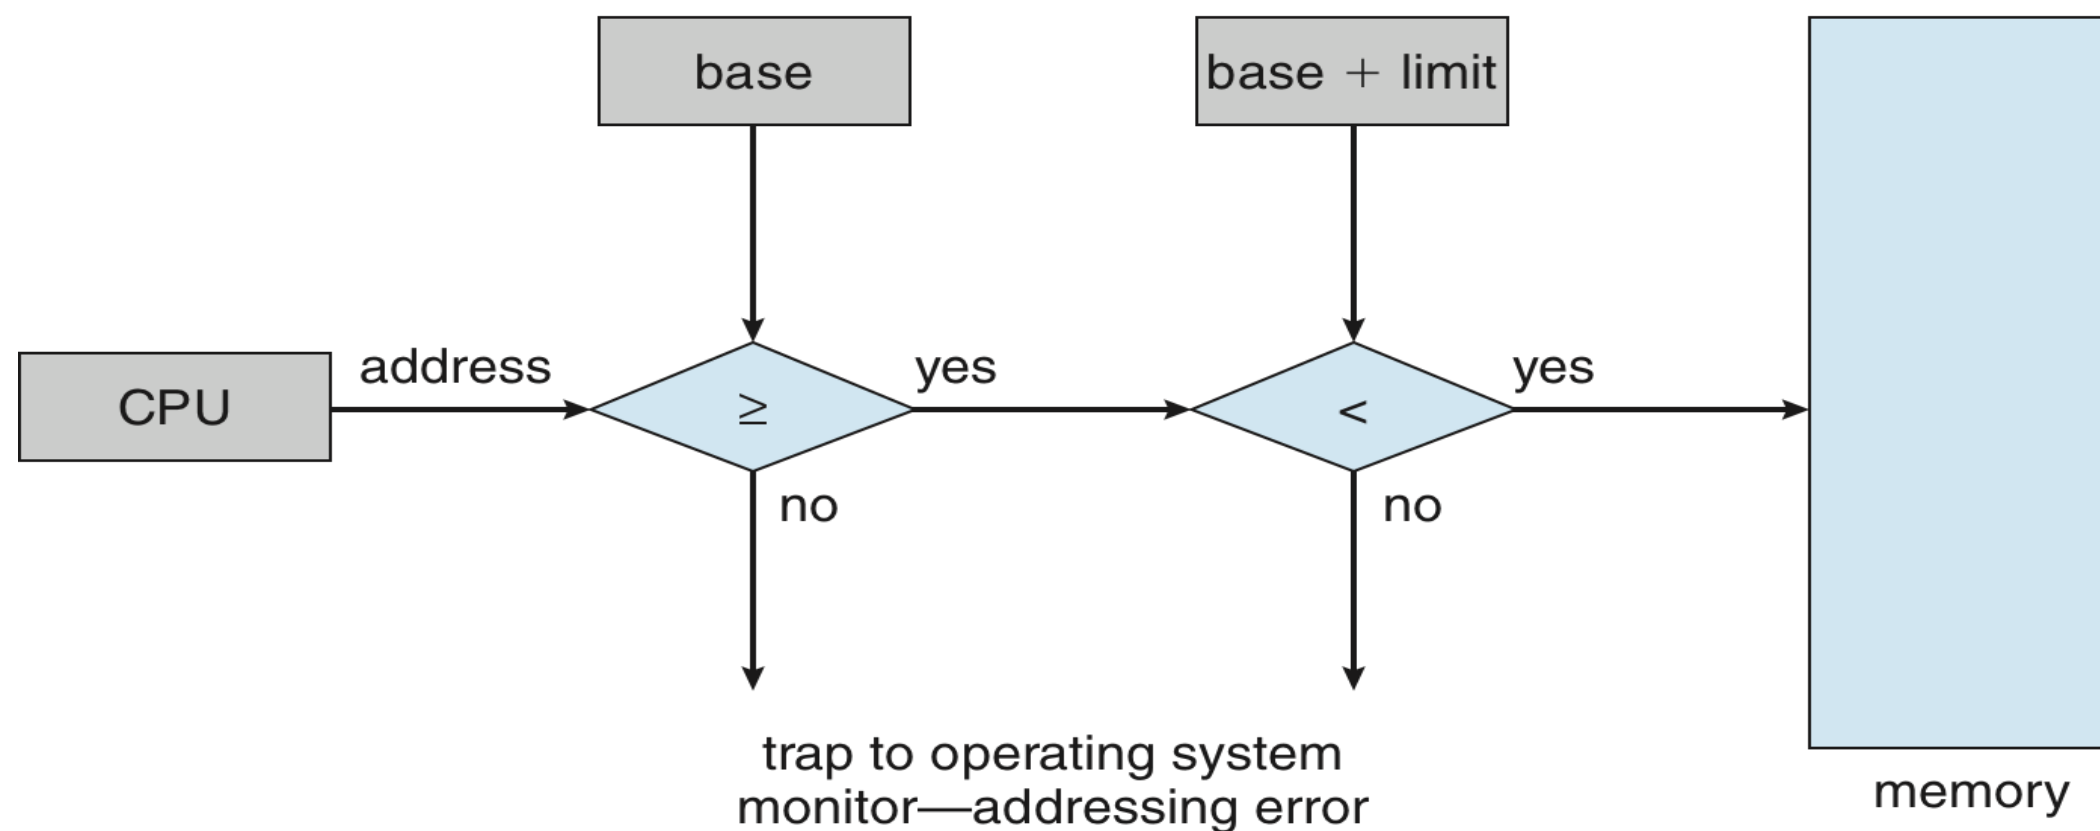 base
base + limit
CPU
address
≥
yes
<
yes
no
no
trap to operating system
monitor—addressing error
memory